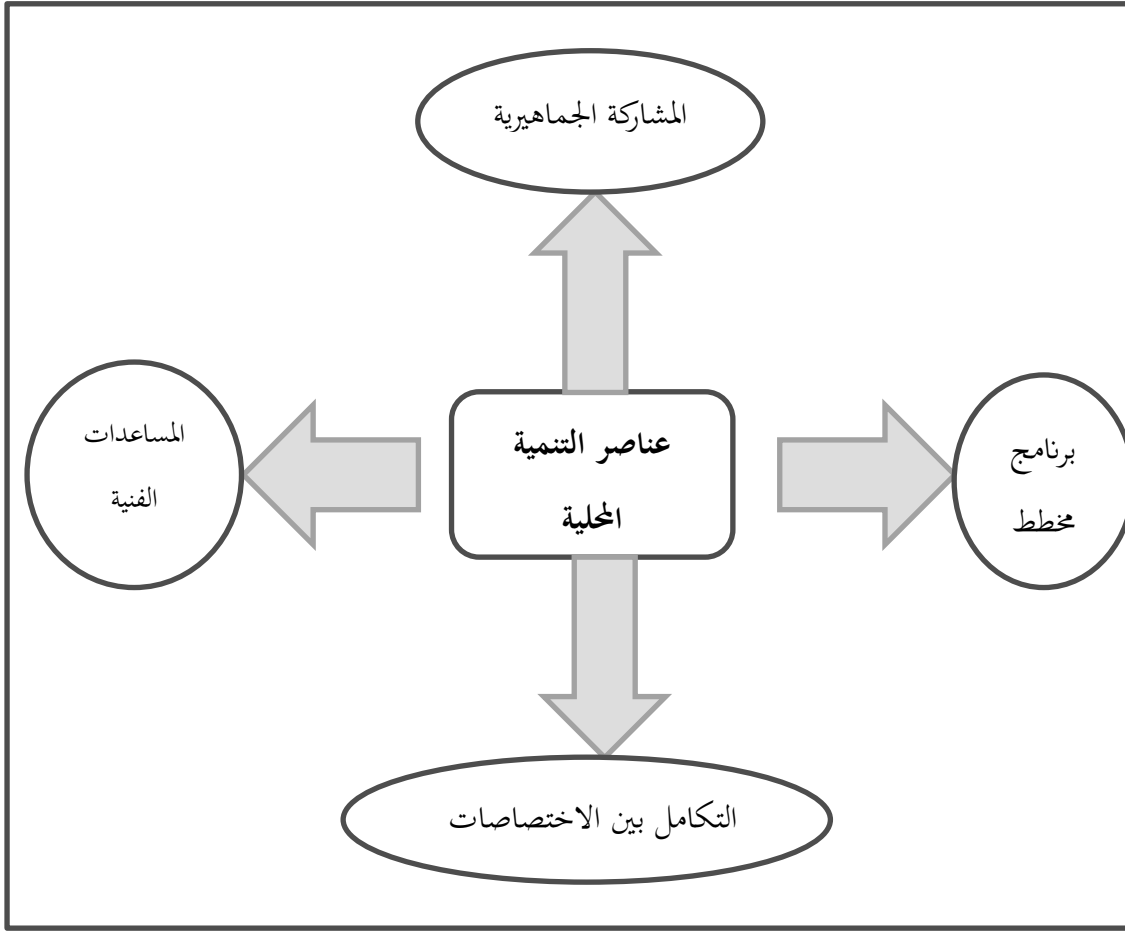 المشاركة الجماهيرية
عناصر التنمية
المحلية
برنامج
مخطط
المساعدات
الفنية
التكامل بين الاختصاصات